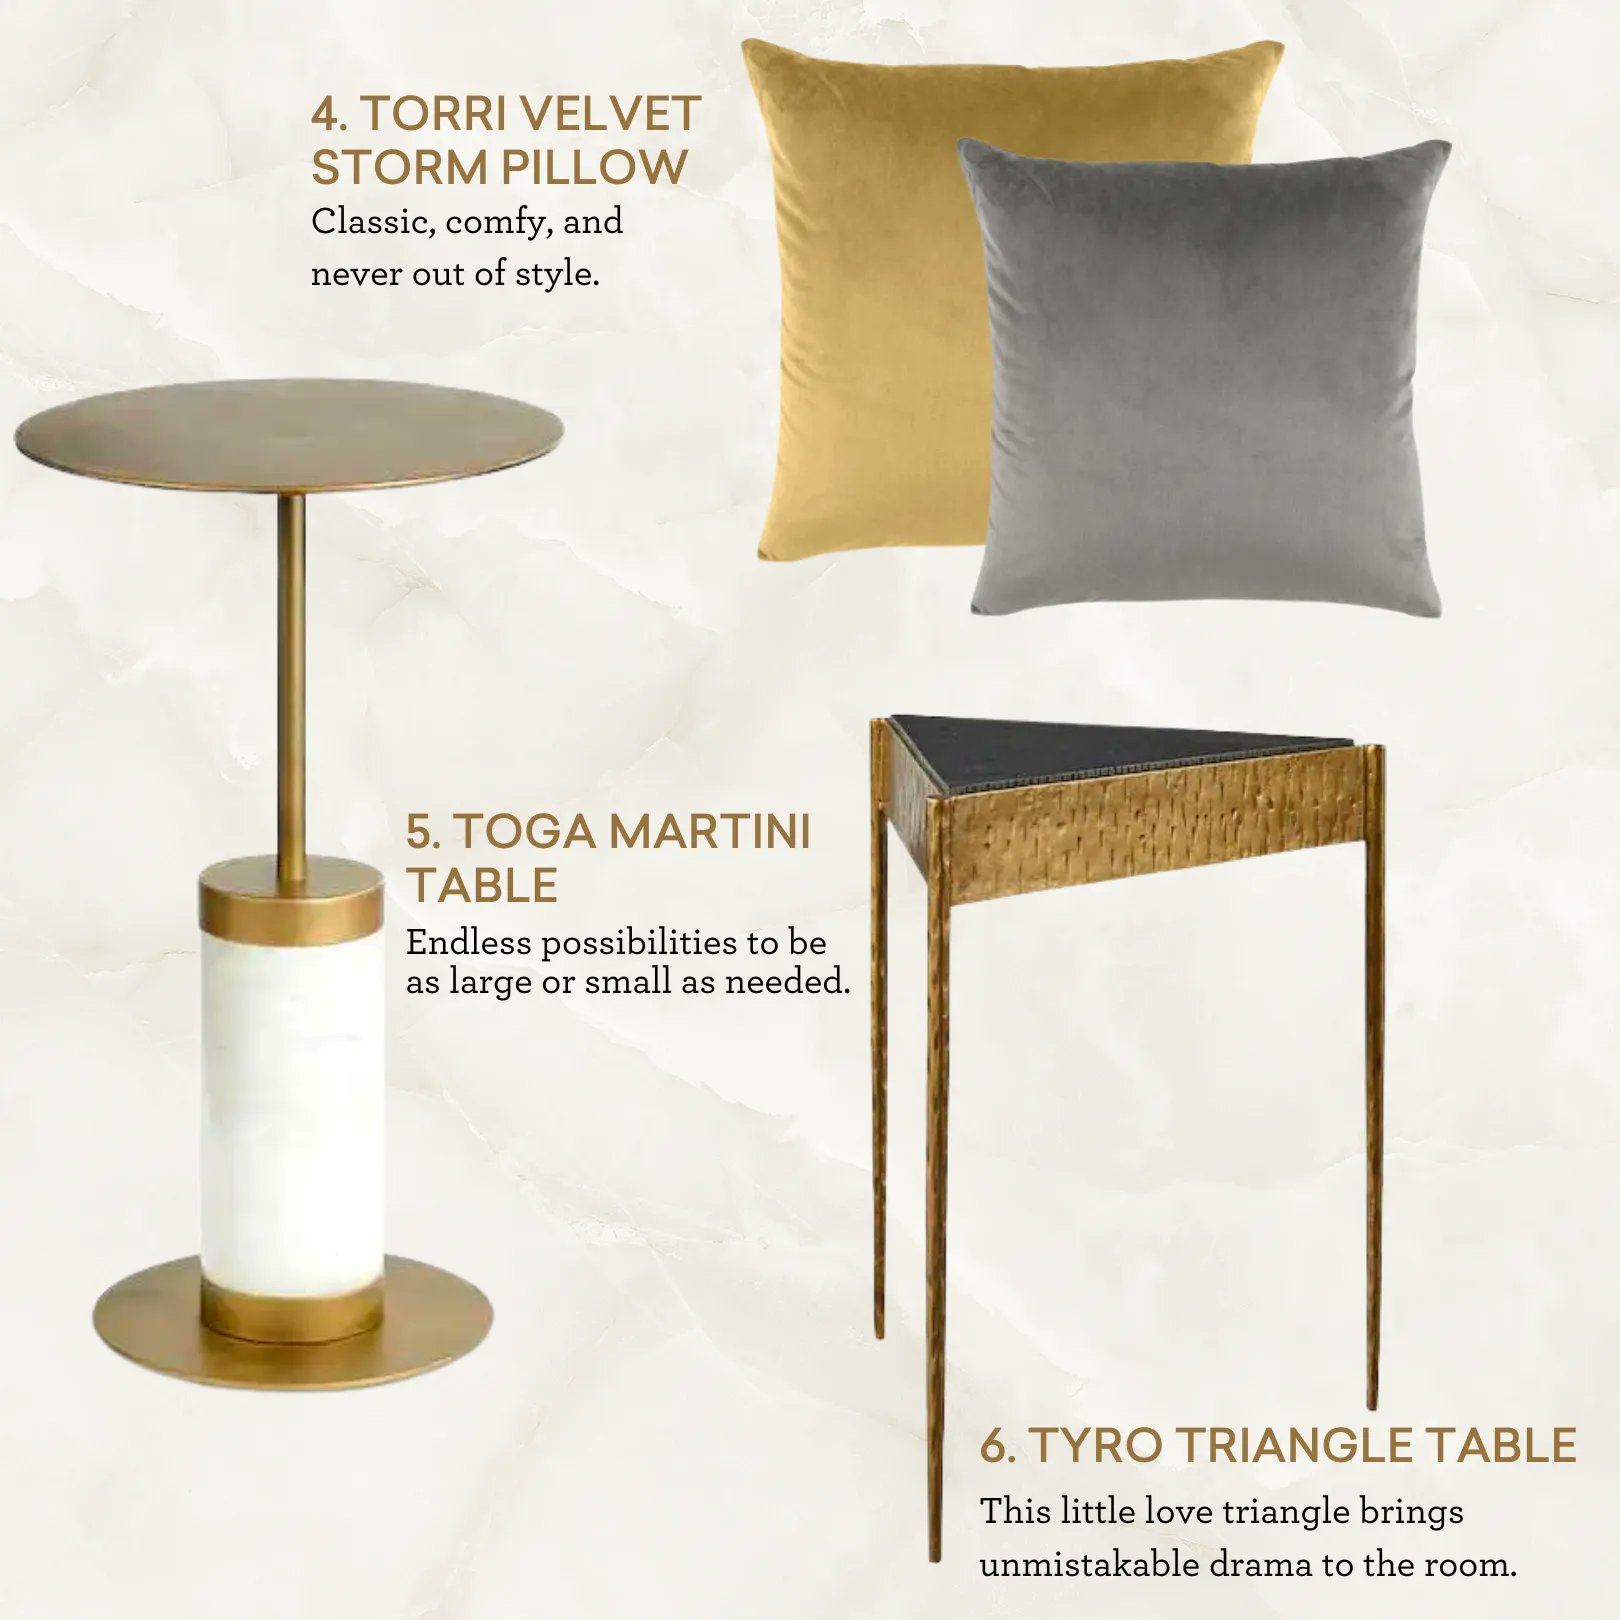 4. TORRI VELVET
STORM PILLOW
Classic, comfy, and
never out of style.
5. TOGA MARTINI
TABLE
Endless possibilities to be
as large or small as needed.
6. TYRO TRIANGLE TABLE
This little love triangle brings
unmistakable drama to the room.